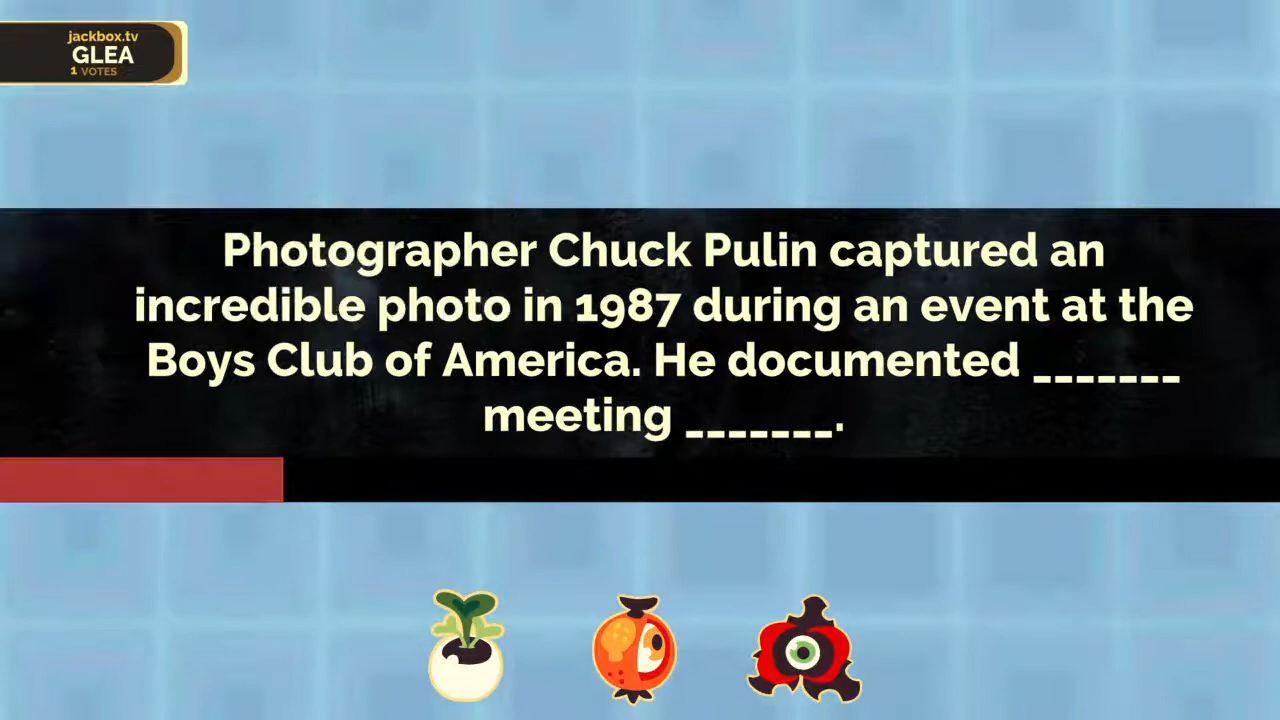 jackbox.tv
GLEA
1 VOTES
Photographer Chuck Pulin captured an
incredible photo in 1987 during an event at the
Boys Club of America. He documented _______
meeting _______.